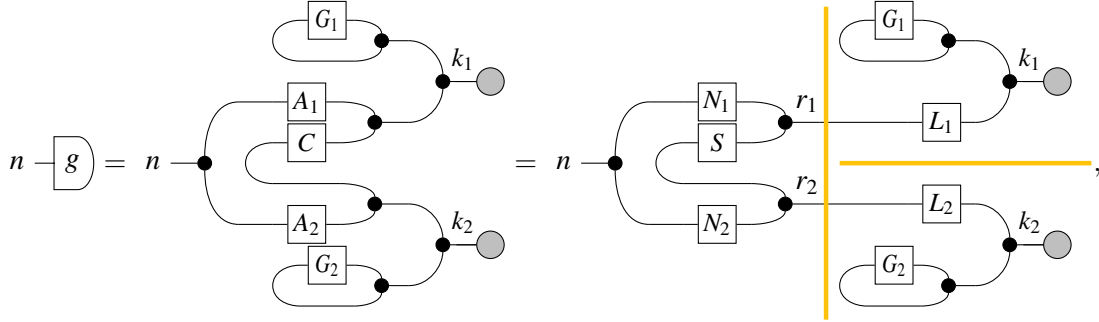 G₁ G₁
k₁ k₁
A₁ N₁ r₁
L₁
C S
n g = n = n ,
r₂
L₂
A₂ k₂ N₂ k₂
G₂ G₂